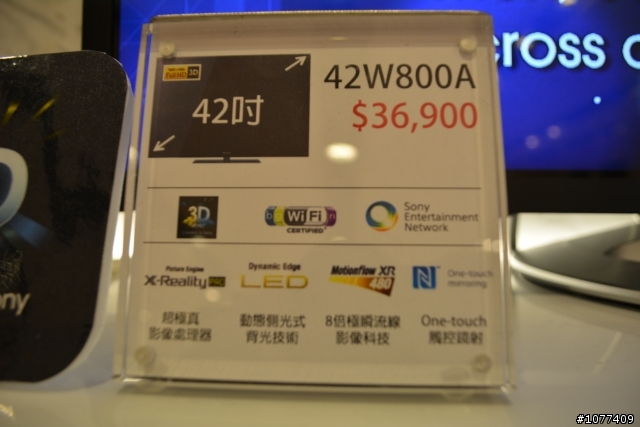 cross
Full HD 3D
42吋
42W800A
$36,900
3D
WiFi
CERTIFIED
Sony
Entertainment
Network
Picture Engine
X-Reality PRO
Dynamic Edge
LED
Motionflow XR
480
N
One-touch
mirroring
超極真
影像處理器
動態側光式
背光技術
8倍極瞬流線
影像科技
One-touch
觸控鏡射
ony
#1077409